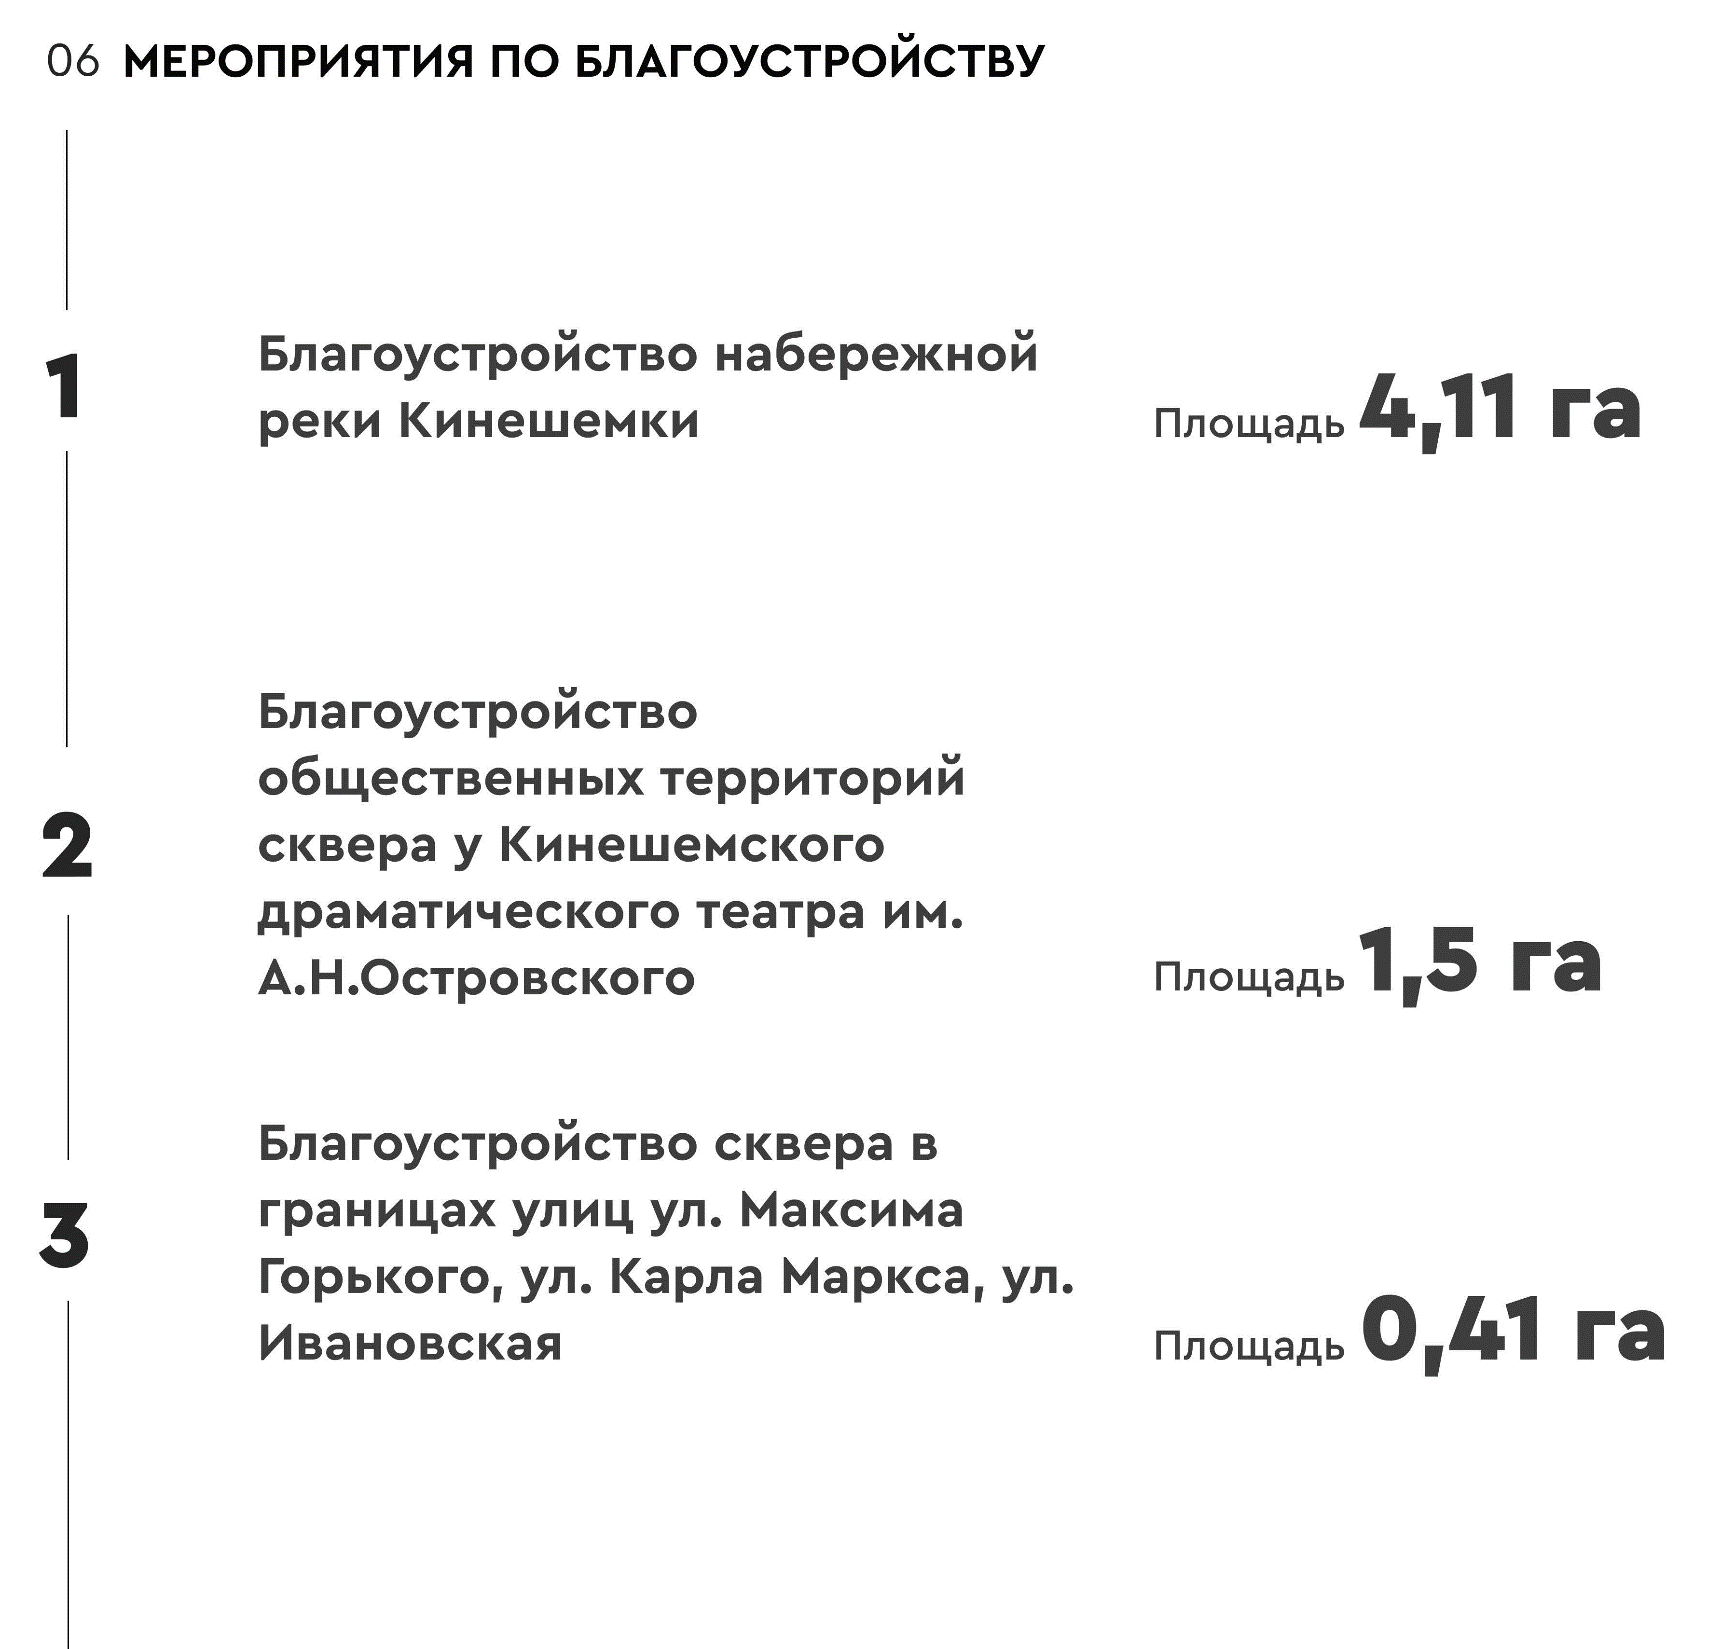 06 МЕРОПРИЯТИЯ ПО БЛАГОУСТРОЙСТВУ
1
Благоустройство набережной
реки Кинешемки
Площадь 4,11 га
2
Благоустройство
общественных территорий
сквера у Кинешемского
драматического театра им.
А.Н.Островского
Площадь 1,5 га
3
Благоустройство сквера в
границах улиц ул. Максима
Горького, ул. Карла Маркса, ул.
Ивановская
Площадь 0,41 га